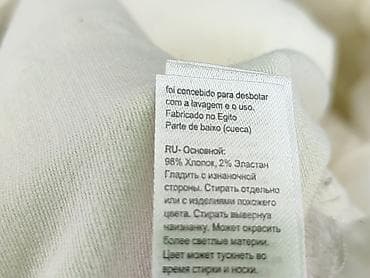 foi concebido para desbotar
com a lavagem e o uso.
Fabricado no Egito
Parte de baixo (cueca)
RU- Основной:
98% Хлопок, 2% Эластан
Гладить с изнаночной
стороны. Стирать отдельно
или с изделиями похожего
цвета. Стирать вывернув
наизнанку. Может окрасить
более светлые материи.
Цвет может тускнеть во
время стирки и носки.